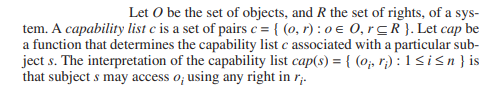 Let O be the set of objects, and R the set of rights, of a sys-
tem. A capability list c is a set of pairs c = { (o, r) : o ∈ O, r ⊆ R }. Let cap be
a function that determines the capability list c associated with a particular sub-
ject s. The interpretation of the capability list cap(s) = { (oᵢ, rᵢ) : 1 ≤ i ≤ n } is
that subject s may access oᵢ using any right in rᵢ.